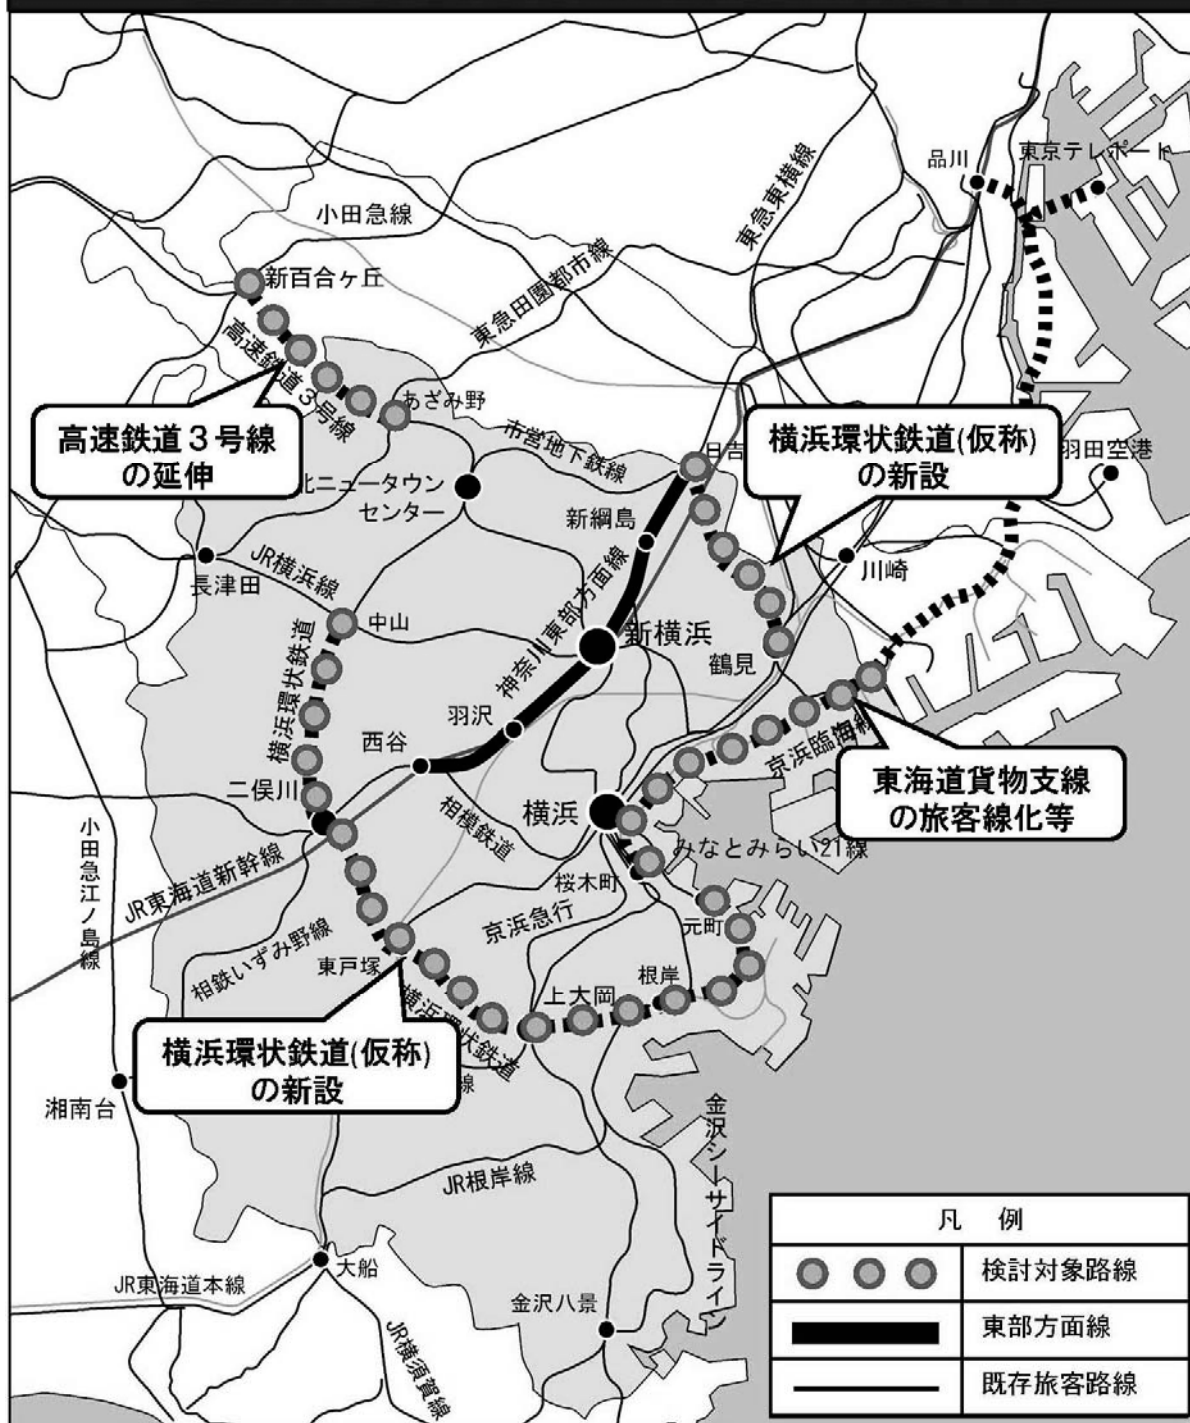 品川
東京テレポート
小田急線
東急東横線
新百合ヶ丘
東急田園都市線
高速鉄道3号線
あざみ野
高速鉄道3号線
の延伸
市営地下鉄線
日吉
横浜環状鉄道(仮称)
の新設
羽田空港
北ニュータウン
センター
新綱島
川崎
JR横浜線
長津田
神奈川東部方面線
中山
新横浜
鶴見
横浜環状鉄道
羽沢
西谷
京浜臨海線
東海道貨物支線
の旅客線化等
二俣川
横浜
相模鉄道
小田急江ノ島線
JR東海道新幹線
みなとみらい21線
桜木町
京浜急行
元町
相鉄いずみ野線
東戸塚
根岸
上大岡
横浜環状鉄道
横浜環状鉄道(仮称)
の新設
線
湘南台
金沢シーサイドライン
JR根岸線
大船
JR東海道本線
金沢八景
JR横須賀線
凡 例
検討対象路線
東部方面線
既存旅客路線